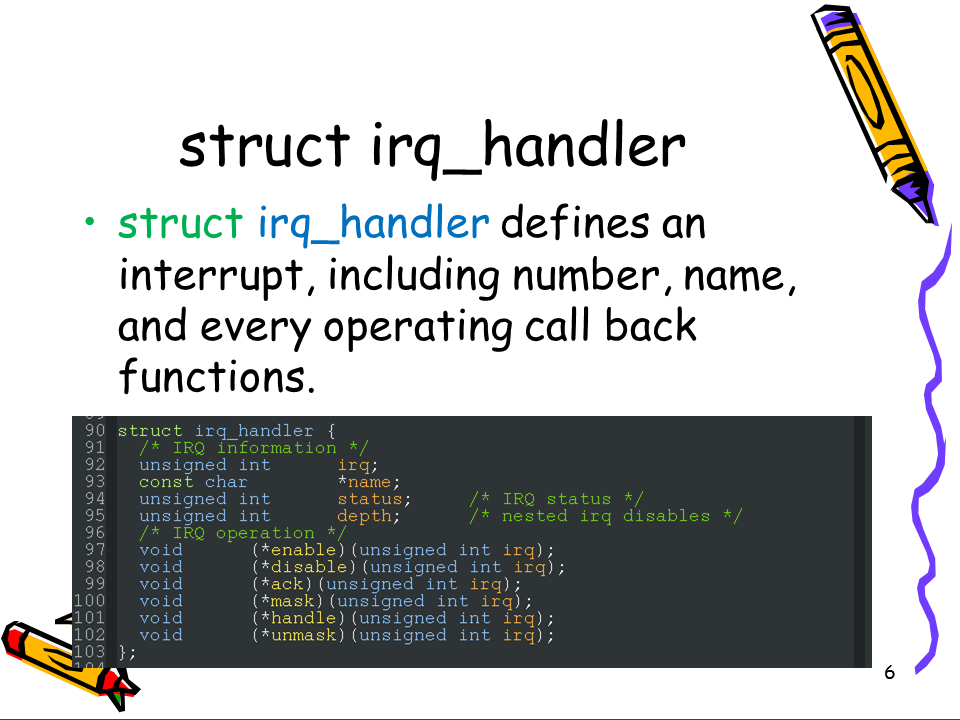 struct irq_handler
• struct irq_handler defines an
interrupt, including number, name,
and every operating call back
functions.
90 struct irq_handler {
91   /* IRQ information */
92   unsigned int      irq;
93   const char        *name;
94   unsigned int      status;     /* IRQ status */
95   unsigned int      depth;      /* nested irq disables */
96   /* IRQ operation */
97   void      (*enable)(unsigned int irq);
98   void      (*disable)(unsigned int irq);
99   void      (*ack)(unsigned int irq);
100   void      (*mask)(unsigned int irq);
101   void      (*handle)(unsigned int irq);
102   void      (*unmask)(unsigned int irq);
103 };
6